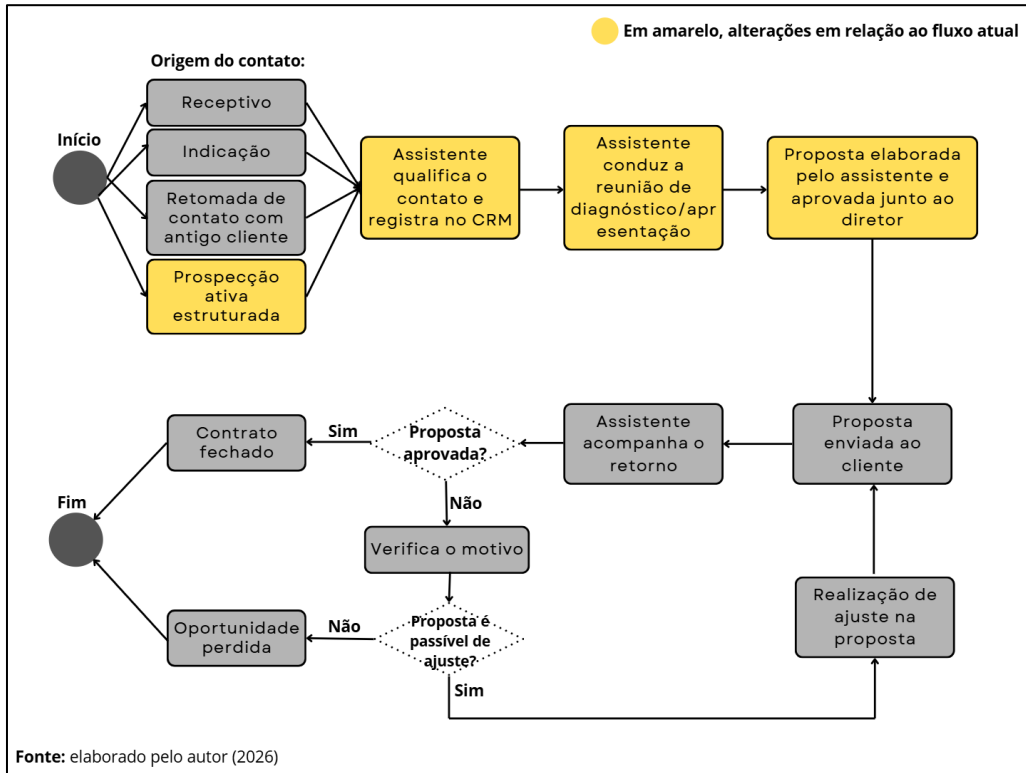 Em amarelo, alterações em relação ao fluxo atual
Origem do contato:
Receptivo
Início
Indicação
Retomada de
contato com
antigo cliente
Prospecção
ativa
estruturada
Assistente
qualifica o
contato e
registra no CRM
Assistente
conduz a
reunião de
diagnóstico/apr
esentação
Proposta elaborada
pelo assistente e
aprovada junto ao
diretor
Proposta
enviada ao
cliente
Assistente
acompanha o
retorno
Proposta
aprovada?
Sim
Contrato
fechado
Fim
Não
Verifica o motivo
Proposta é
passível de
ajuste?
Não
Oportunidade
perdida
Sim
Realização de
ajuste na
proposta
Fonte: elaborado pelo autor (2026)